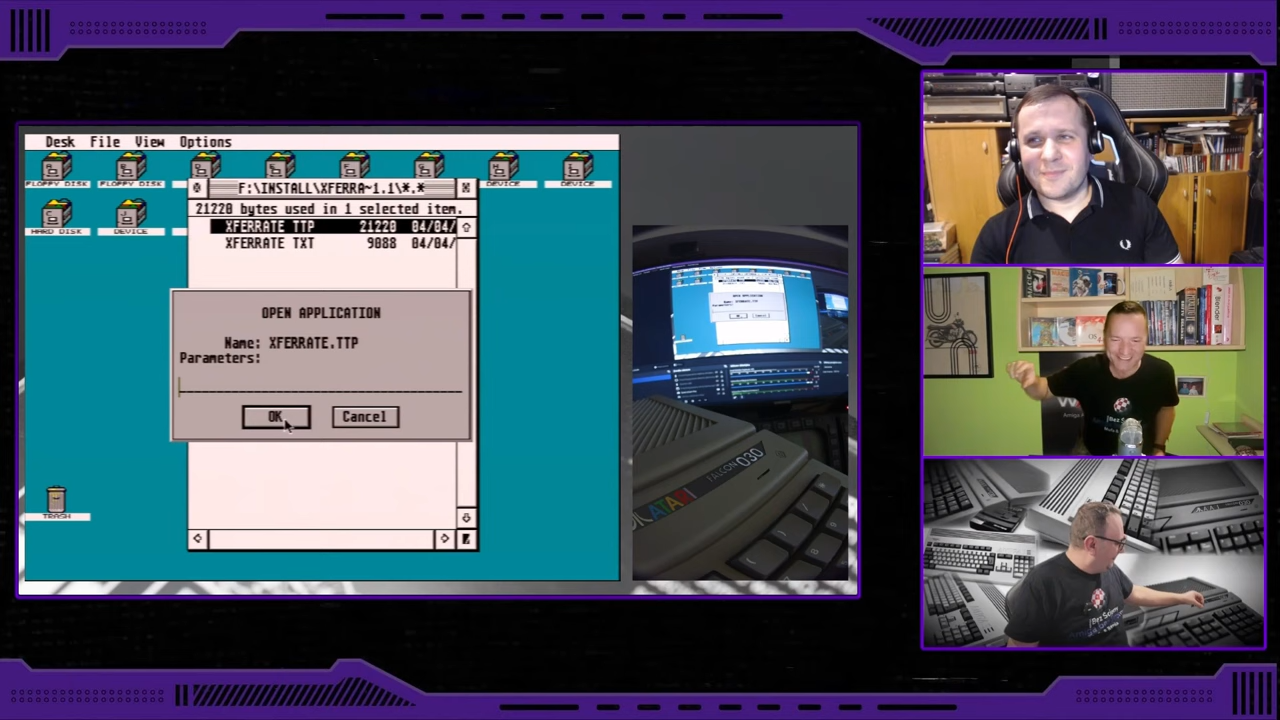 Desk File View Options
FLOPPY DISK
FLOPPY DISK
DEVICE
DEVICE
HARD DISK
DEVICE
F:\INSTALL\XFERRA~1.1\*.*
21220 bytes used in 1 selected item.
XFERRATE TTP 21220 04/04/
XFERRATE TXT 9088 04/04/
OPEN APPLICATION
Name: XFERRATE.TTP
Parameters:
OK Cancel
TRASH
ATARI FALCON030
Blender